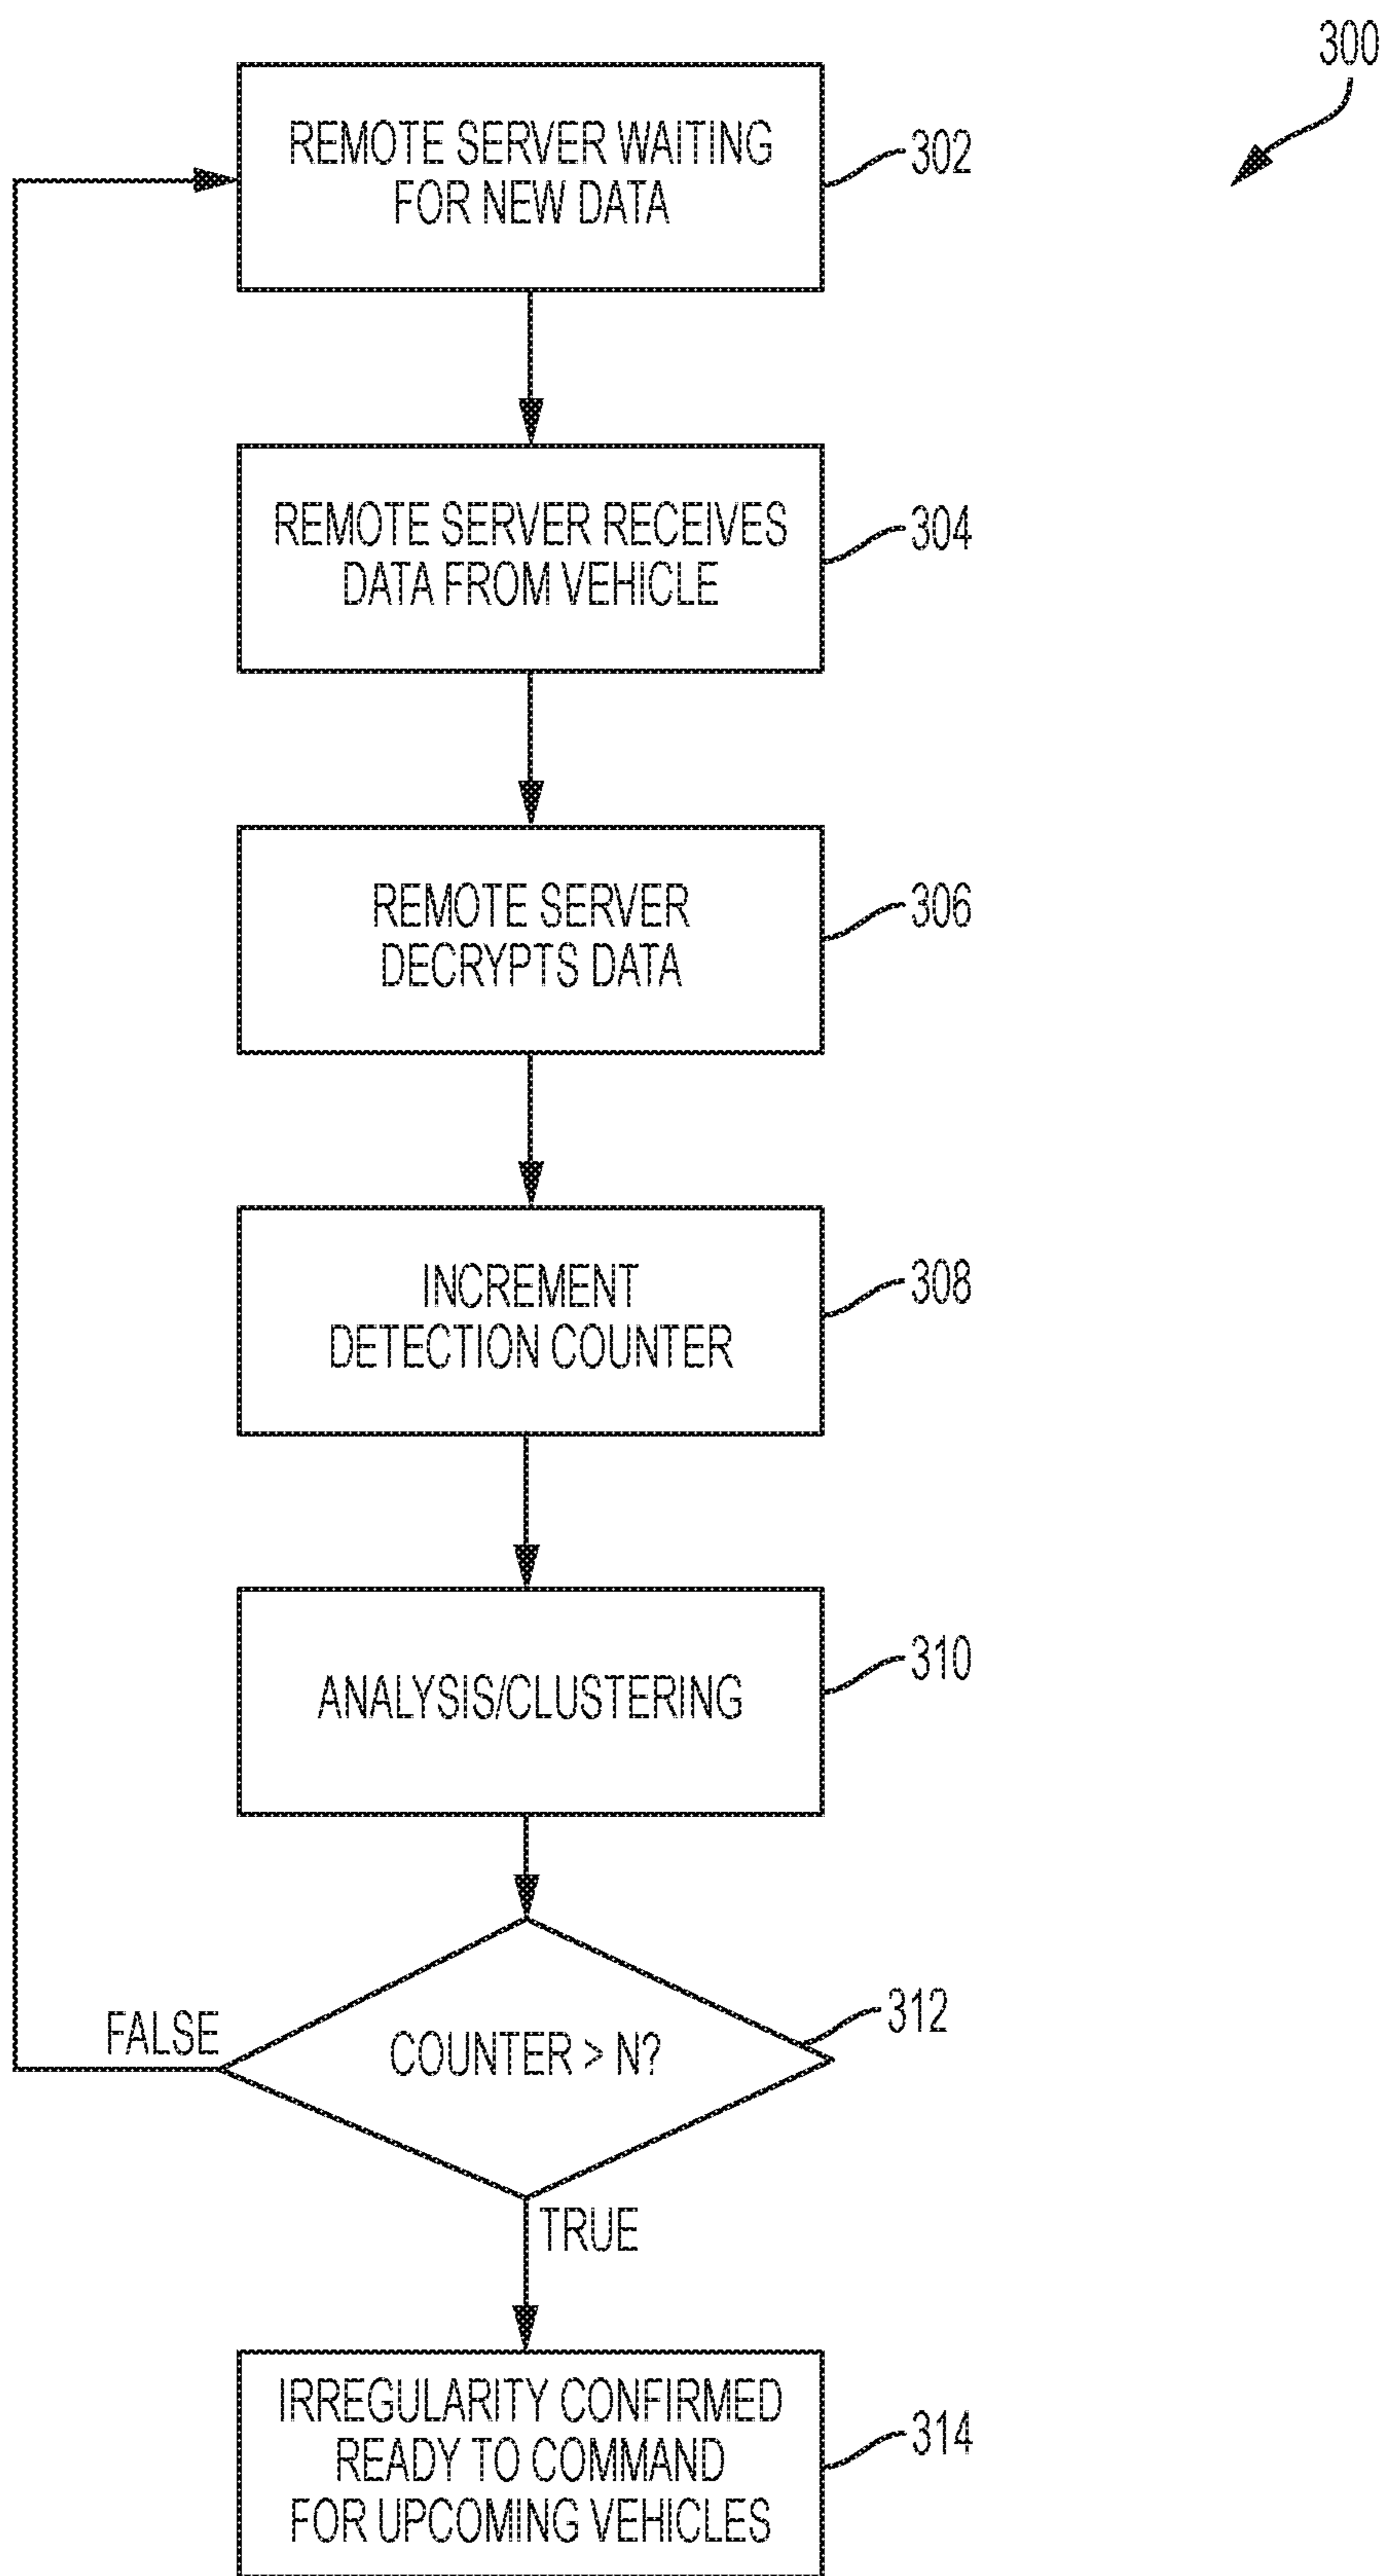 300
REMOTE SERVER WAITING
FOR NEW DATA
302
REMOTE SERVER RECEIVES
DATA FROM VEHICLE
304
REMOTE SERVER
DECRYPTS DATA
306
INCREMENT
DETECTION COUNTER
308
ANALYSIS/CLUSTERING
310
COUNTER > N?
312
FALSE
TRUE
IRREGULARITY CONFIRMED
READY TO COMMAND
FOR UPCOMING VEHICLES
314